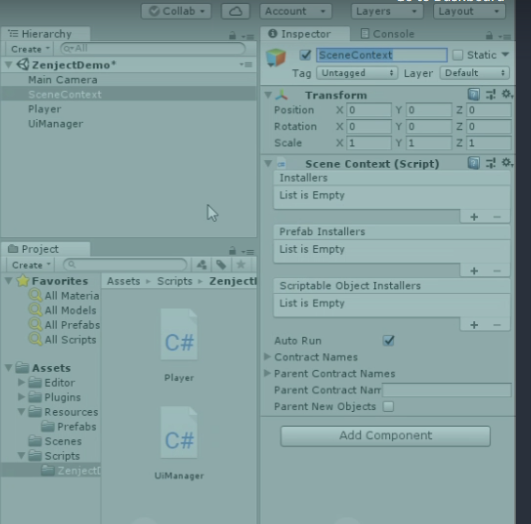 Collab
Account
Layers
Layout
Hierarchy
Create
All
ZenjectDemo*
Main Camera
SceneContext
Player
UiManager
Project
Create
Favorites
All Materia
All Models
All Prefabs
All Scripts
Assets
Editor
Plugins
Resources
Prefabs
Scenes
Scripts
Assets Scripts
C#
Player
C#
UiManager
Inspector
Console
SceneContext
Static
Tag Untagged Layer Default
Transform
Position X 0 Y 0 Z 0
Rotation X 0 Y 0 Z 0
Scale X 1 Y 1 Z 1
Scene Context (Script)
Installers
List is Empty
+ −
Prefab Installers
List is Empty
+ −
Scriptable Object Installers
List is Empty
+ −
Auto Run
Contract Names
Parent Contract Names
Parent Contract Nam
Parent New Objects
Add Component